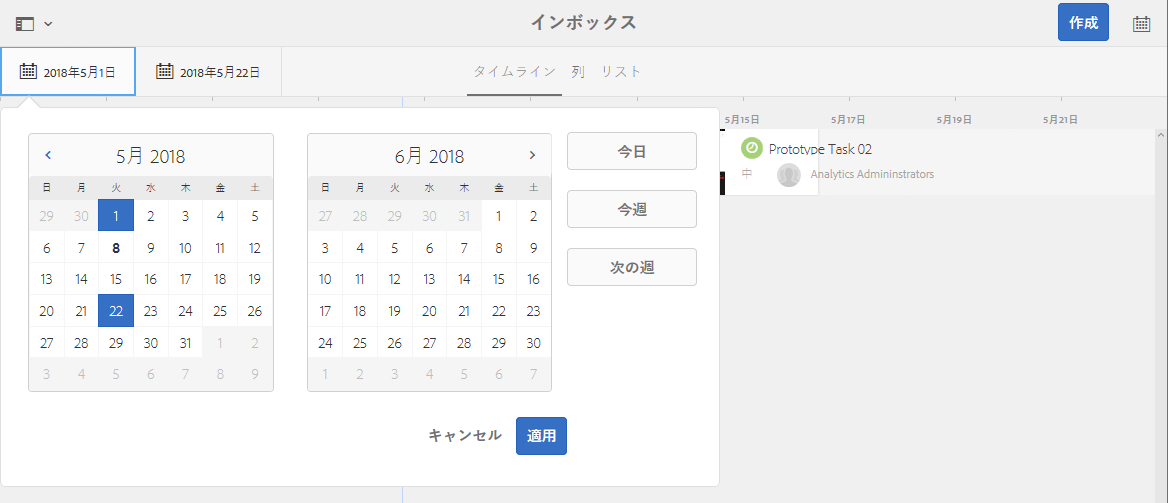 インボックス
作成
2018年5月1日 2018年5月22日 タイムライン 列 リスト
5月15日 5月17日 5月19日 5月21日
5月 2018
日 月 火 水 木 金 土
29 30 1 2 3 4 5
6 7 8 9 10 11 12
13 14 15 16 17 18 19
20 21 22 23 24 25 26
27 28 29 30 31 1 2
3 4 5 6 7 8 9
6月 2018
日 月 火 水 木 金 土
27 28 29 30 31 1 2
3 4 5 6 7 8 9
10 11 12 13 14 15 16
17 18 19 20 21 22 23
24 25 26 27 28 29 30
1 2 3 4 5 6 7
今日
今週
次の週
キャンセル 適用
Prototype Task 02
中 Analytics Admininstrators